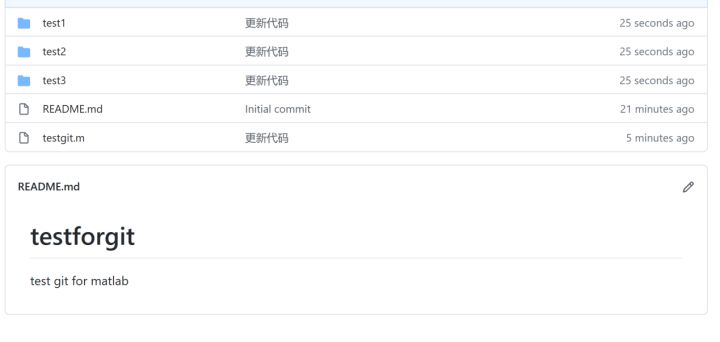 test1 更新代码 25 seconds ago
test2 更新代码 25 seconds ago
test3 更新代码 25 seconds ago
README.md Initial commit 21 minutes ago
testgit.m 更新代码 5 minutes ago
README.md
testforgit
test git for matlab